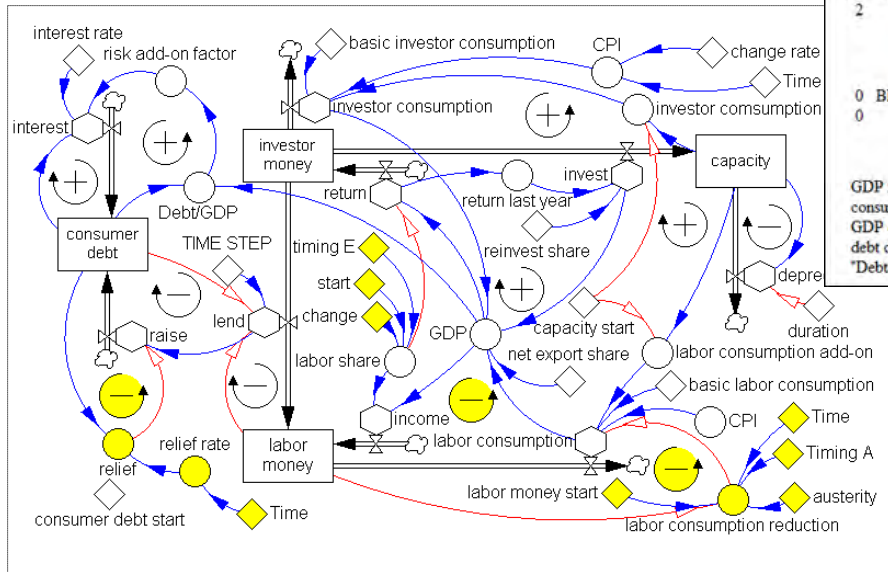 interest rate
risk add-on factor
basic investor consumption
CPI
change rate
Time
interest
investor consumption
investor comsumption
investor
money
invest
capacity
return
return last year
Debt/GDP
consumer
debt
TIME STEP
timing E
reinvest share
start
change
raise
lend
GDP
capacity start
depre
duration
labor share
net export share
labor consumption add-on
basic labor consumption
income
CPI
Time
relief
relief rate
labor
money
labor consumption
Timing A
labor money start
austerity
consumer debt start
Time
labor consumption reduction
2
0 B
0
GDP
consu
GDP
debt c
"Debt